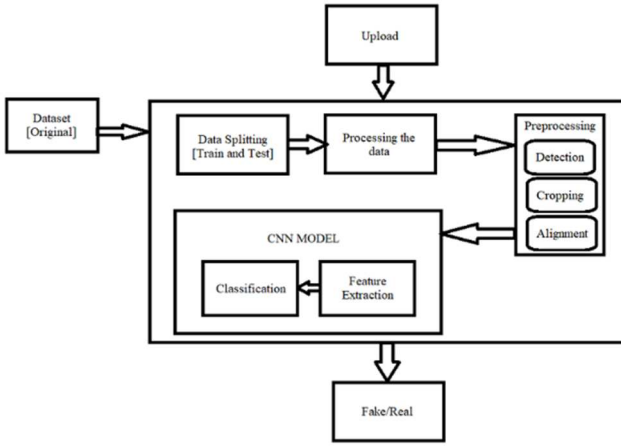 Upload
Dataset
[Original]
Data Splitting
[Train and Test]
Processing the
data
Preprocessing
Detection
Cropping
Alignment
CNN MODEL
Classification
Feature
Extraction
Fake/Real